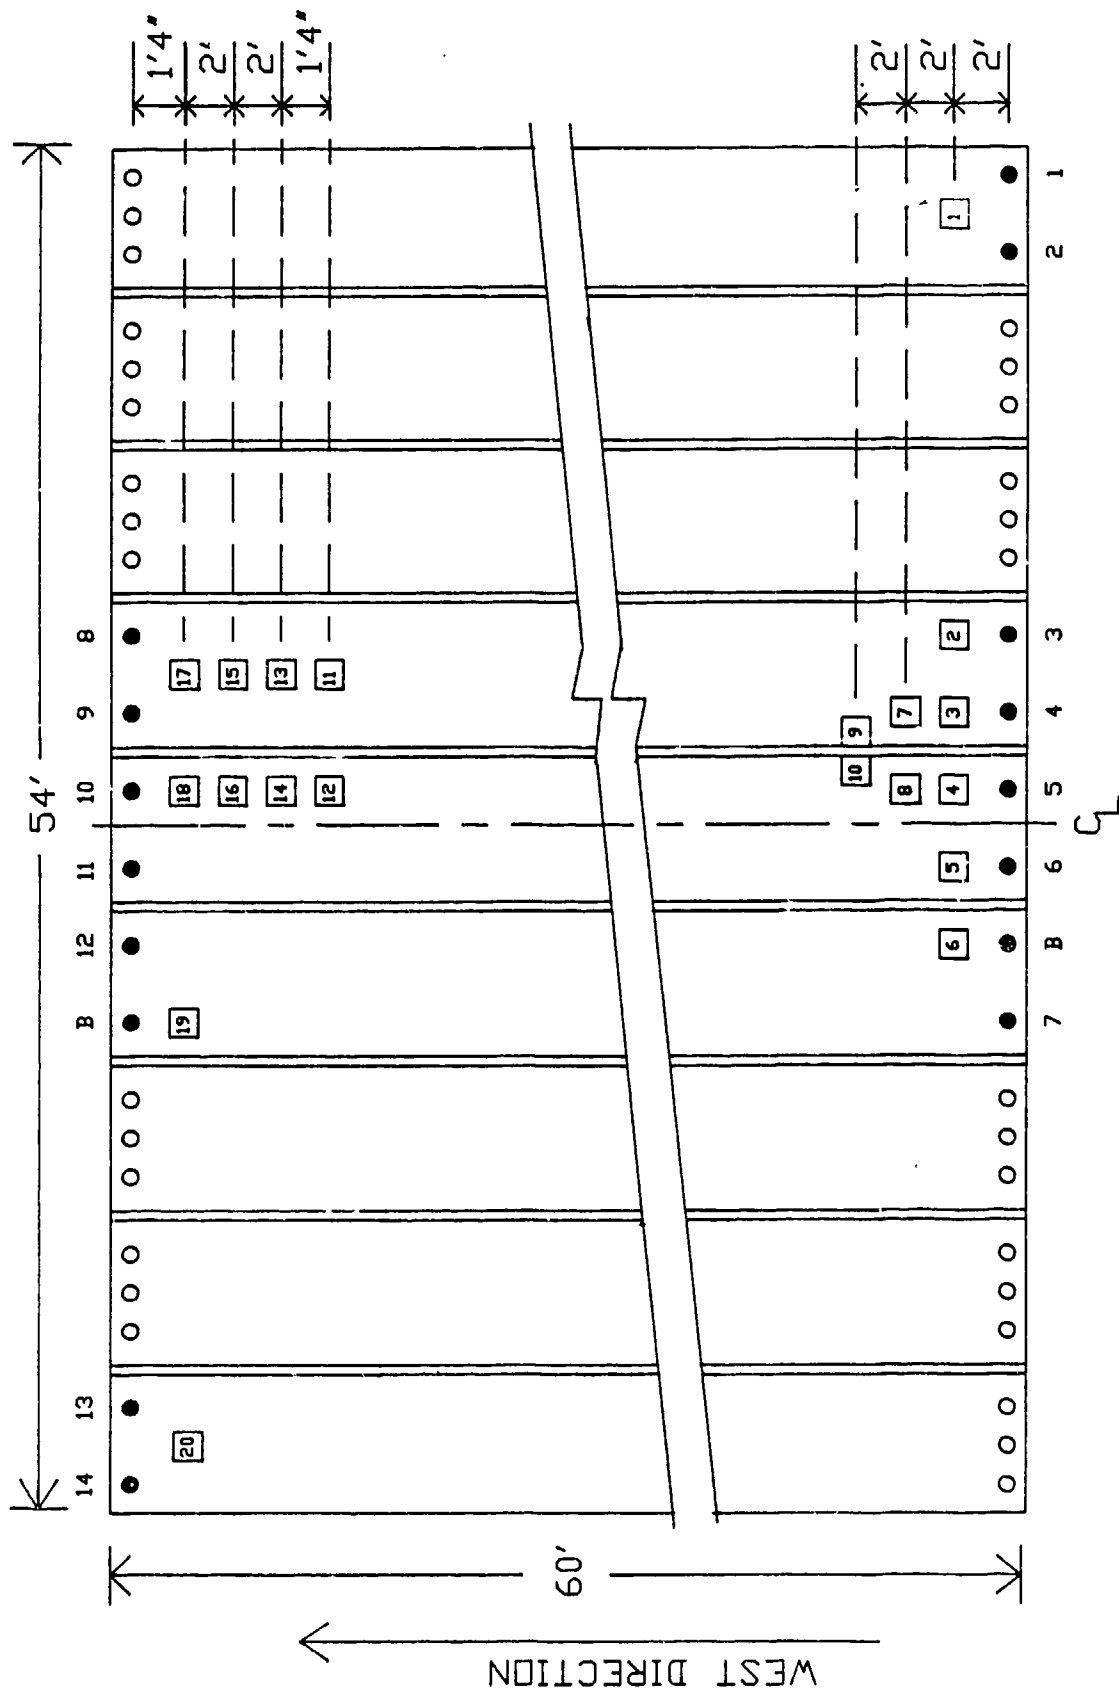 54'
14 13 B 12 11 10 9 8
1'4" 2' 2' 1'4"
20 19 18 17
16 15
14 13
12 11
60'
WEST DIRECTION
10 9
8 7
6 5 4 3 2 1
2' 2' 2'
7 B 6 5 4 3 2 1
CL